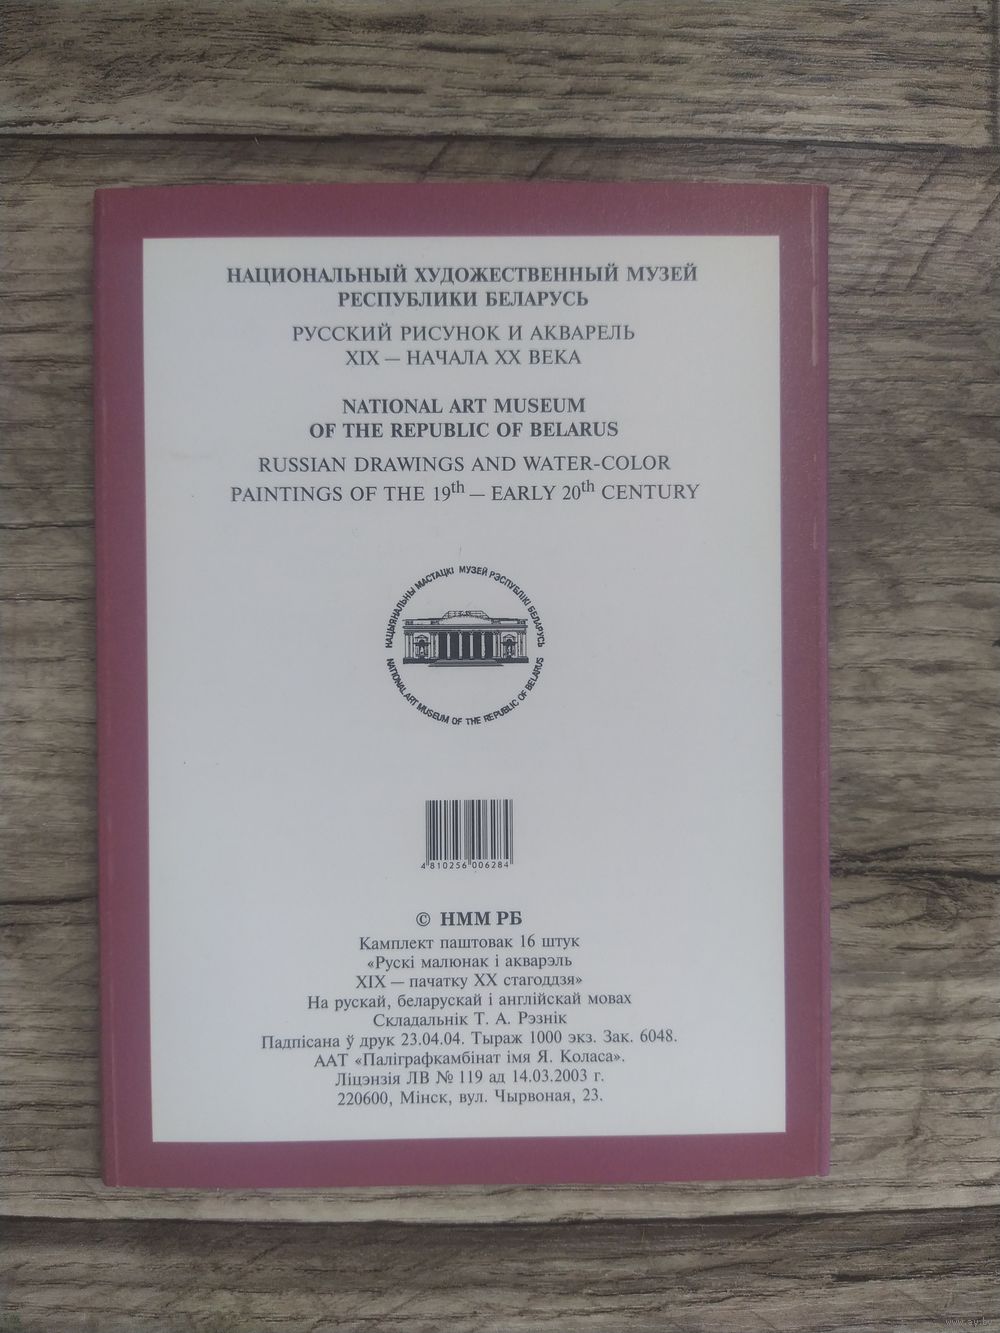 НАЦИОНАЛЬНЫЙ ХУДОЖЕСТВЕННЫЙ МУЗЕЙ
РЕСПУБЛИКИ БЕЛАРУСЬ
РУССКИЙ РИСУНОК И АКВАРЕЛЬ
XIX — НАЧАЛА XX ВЕКА
NATIONAL ART MUSEUM
OF THE REPUBLIC OF BELARUS
RUSSIAN DRAWINGS AND WATER-COLOR
PAINTINGS OF THE 19th — EARLY 20th CENTURY
НАЦЫЯНАЛЬНЫ МАСТАЦКІ МУЗЕЙ РЭСПУБЛІКІ БЕЛАРУСЬ
NATIONAL ART MUSEUM OF THE REPUBLIC OF BELARUS
4 810256 006284
© НММ РБ
Камплект паштовак 16 штук
«Рускі малюнак і акварэль
XIX — пачатку XX стагоддзя»
На рускай, беларускай і англійскай мовах
Складальнік Т. А. Рэзнік
Падпісана ў друк 23.04.04. Тыраж 1000 экз. Зак. 6048.
ААТ «Паліграфкамбінат імя Я. Коласа».
Ліцэнзія ЛВ № 119 ад 14.03.2003 г.
220600, Мінск, вул. Чырвоная, 23.
www.ay.by